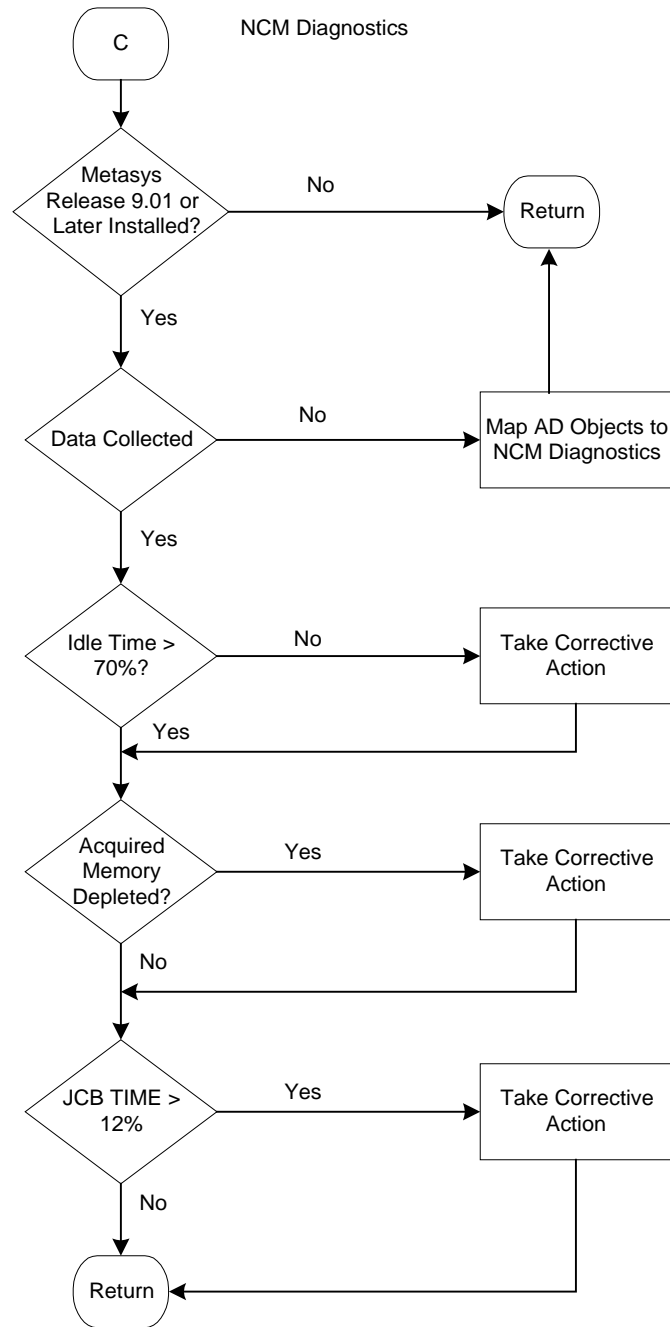 NCM Diagnostics
C
Metasys
Release 9.01 or
Later Installed?
No
Return
Yes
Data Collected
No
Map AD Objects to
NCM Diagnostics
Yes
Idle Time >
70%?
No
Take Corrective
Action
Yes
Acquired
Memory
Depleted?
Yes
Take Corrective
Action
No
JCB TIME >
12%
Yes
Take Corrective
Action
No
Return